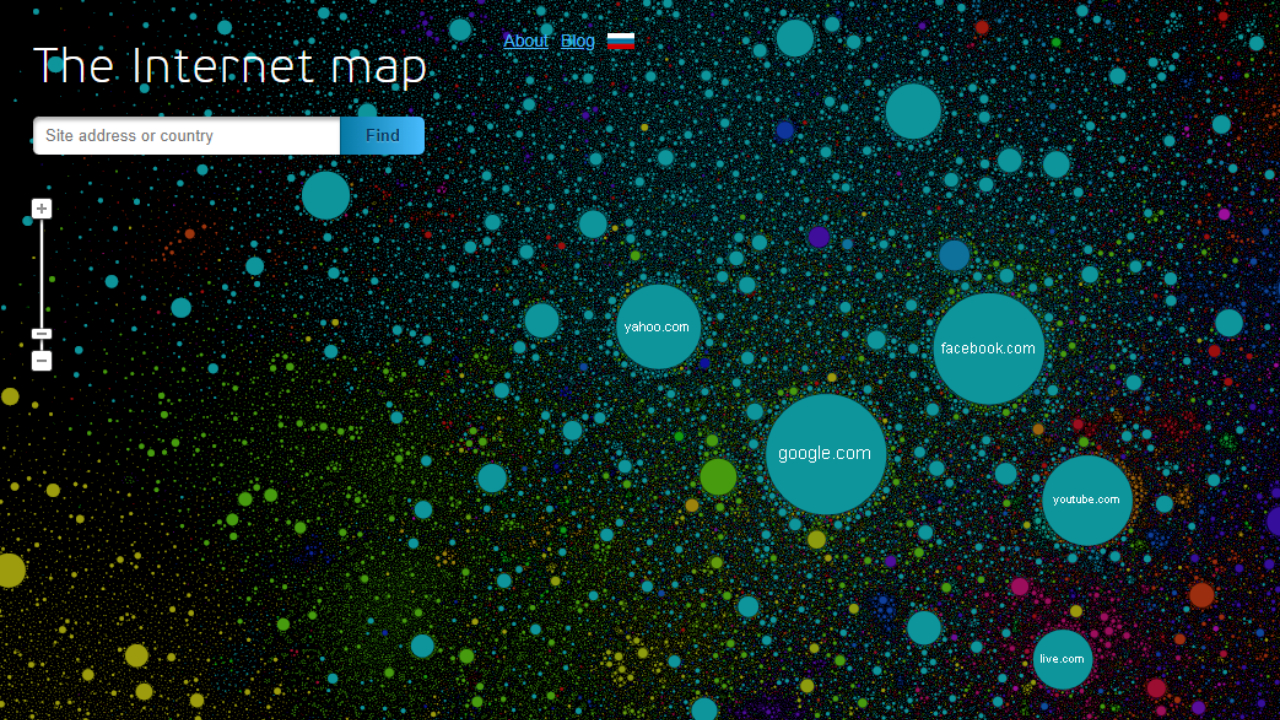 The Internet map
About Blog
Site address or country
Find
yahoo.com
facebook.com
google.com
youtube.com
live.com